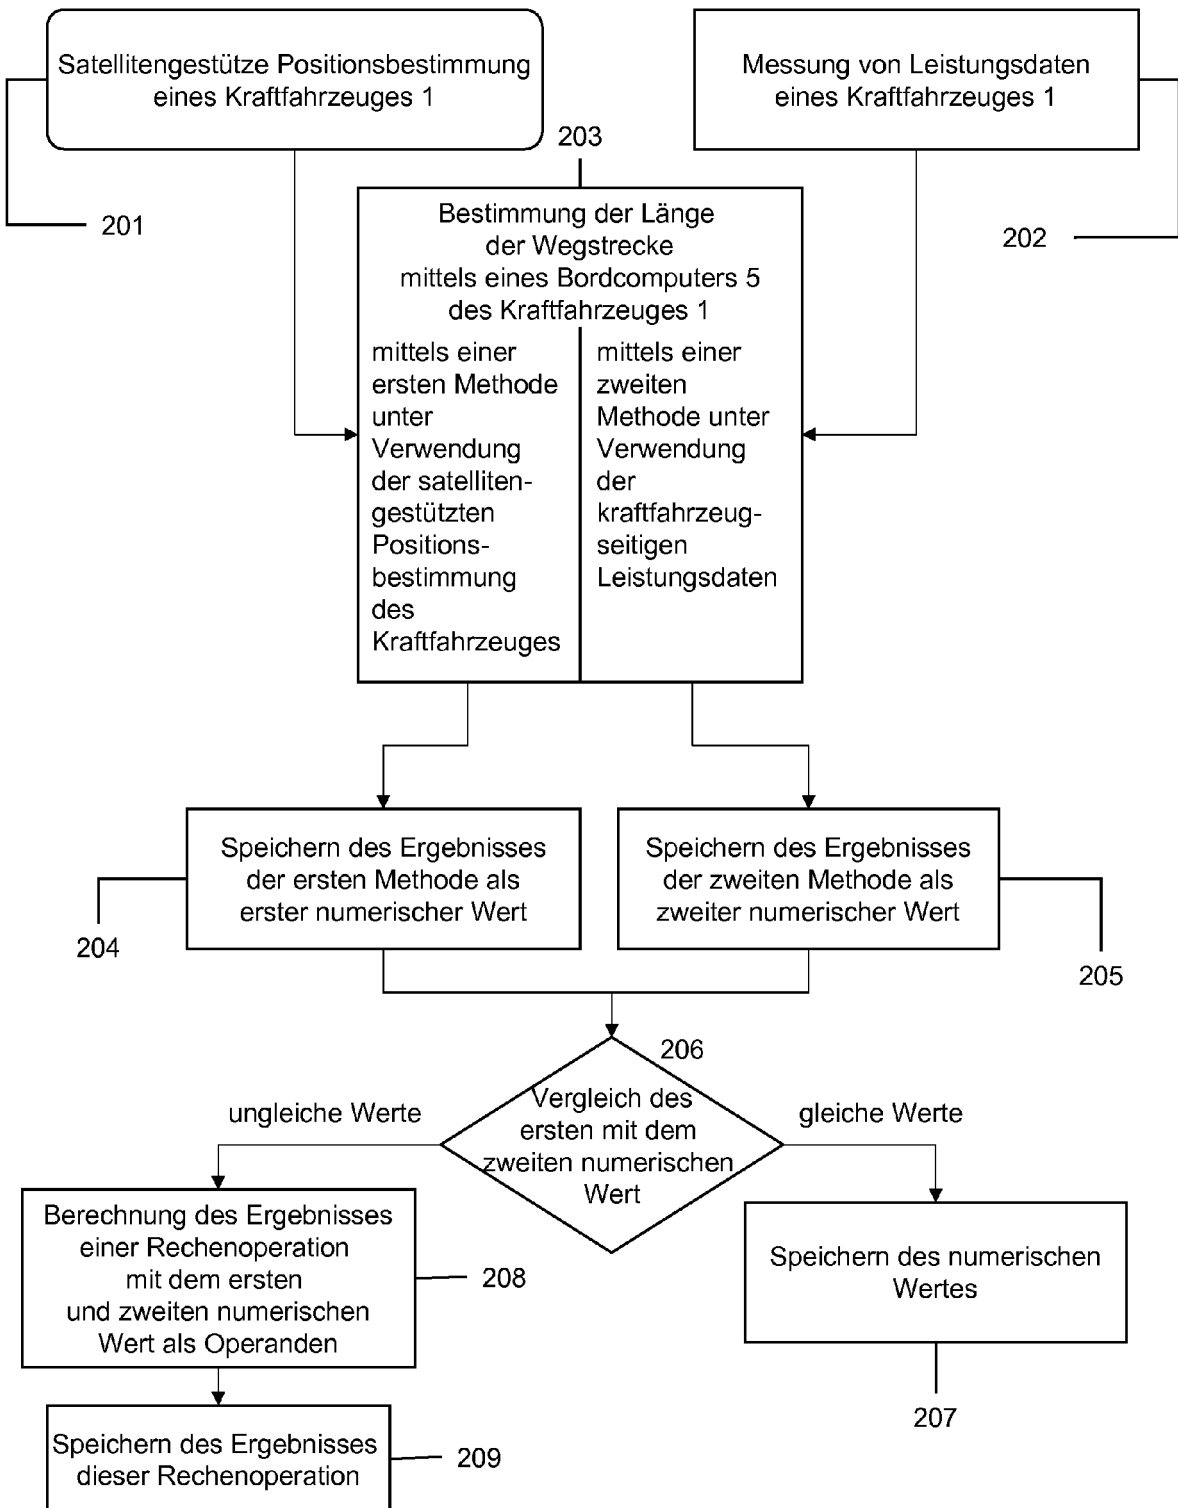 Satellitengestütze Positionsbestimmung
eines Kraftfahrzeuges 1
Messung von Leistungsdaten
eines Kraftfahrzeuges 1
201
203
202
Bestimmung der Länge
der Wegstrecke
mittels eines Bordcomputers 5
des Kraftfahrzeuges 1
mittels einer
ersten Methode
unter
Verwendung
der satelliten-
gestützten
Positions-
bestimmung
des
Kraftfahrzeuges
mittels einer
zweiten
Methode unter
Verwendung
der
kraftfahrzeug-
seitigen
Leistungsdaten
Speichern des Ergebnisses
der ersten Methode als
erster numerischer Wert
204
Speichern des Ergebnisses
der zweiten Methode als
zweiter numerischer Wert
205
206
Vergleich des
ersten mit dem
zweiten numerischen
Wert
ungleiche Werte
gleiche Werte
Berechnung des Ergebnisses
einer Rechenoperation
mit dem ersten
und zweiten numerischen
Wert als Operanden
208
Speichern des numerischen
Wertes
207
Speichern des Ergebnisses
dieser Rechenoperation
209